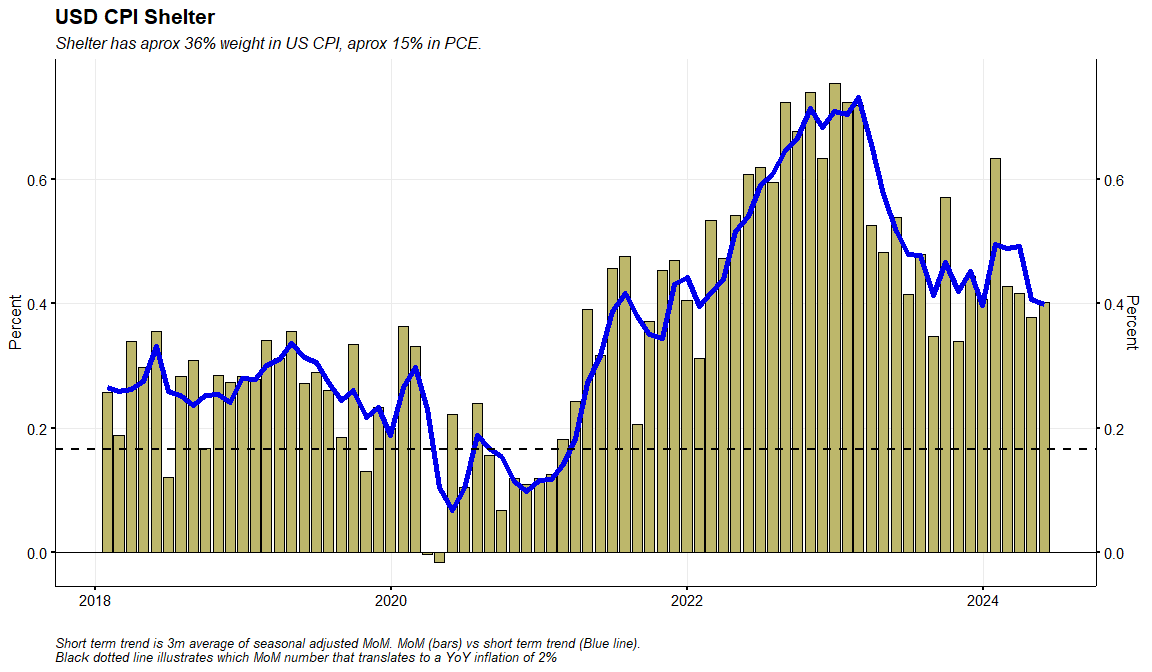 USD CPI Shelter
Shelter has aprox 36% weight in US CPI, aprox 15% in PCE.
Percent
0.6
0.4
0.2
0.0
0.6
0.4
0.2
0.0
Percent
2018 2020 2022 2024
Short term trend is 3m average of seasonal adjusted MoM. MoM (bars) vs short term trend (Blue line).
Black dotted line illustrates which MoM number that translates to a YoY inflation of 2%